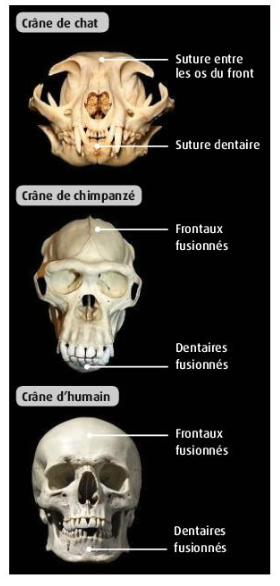 Crâne de chat
Suture entre
les os du front
Suture dentaire
Crâne de chimpanzé
Frontaux
fusionnés
Dentaires
fusionnés
Crâne d'humain
Frontaux
fusionnés
Dentaires
fusionnés